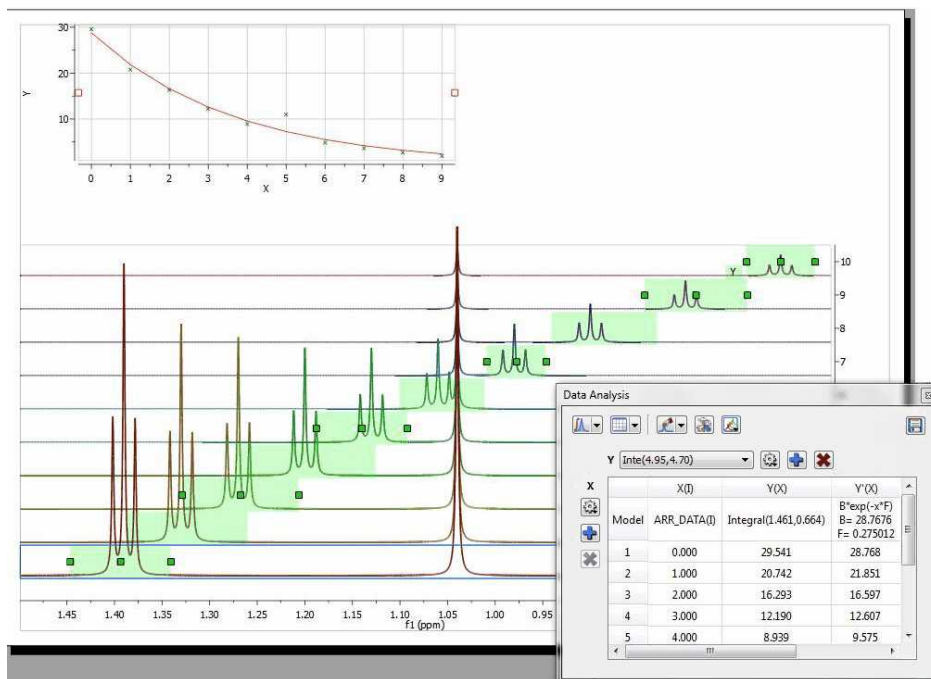 30
20
10
Y
0 1 2 3 4 5 6 7 8 9
X
Y
10
9
8
7
1.45 1.40 1.35 1.30 1.25 1.20 1.15 1.10 1.05 1.00 0.95
f1 (ppm)
Data Analysis
Y Inte(4.95,4.70)
X
X(I) Y(X) Y'(X)
Model ARR_DATA(I) Integral(1.461,0.664) B*exp(-x*F)
B= 28.7676
F= 0.275012
1 0.000 29.541 28.768
2 1.000 20.742 21.851
3 2.000 16.293 16.597
4 3.000 12.190 12.607
5 4.000 8.939 9.575